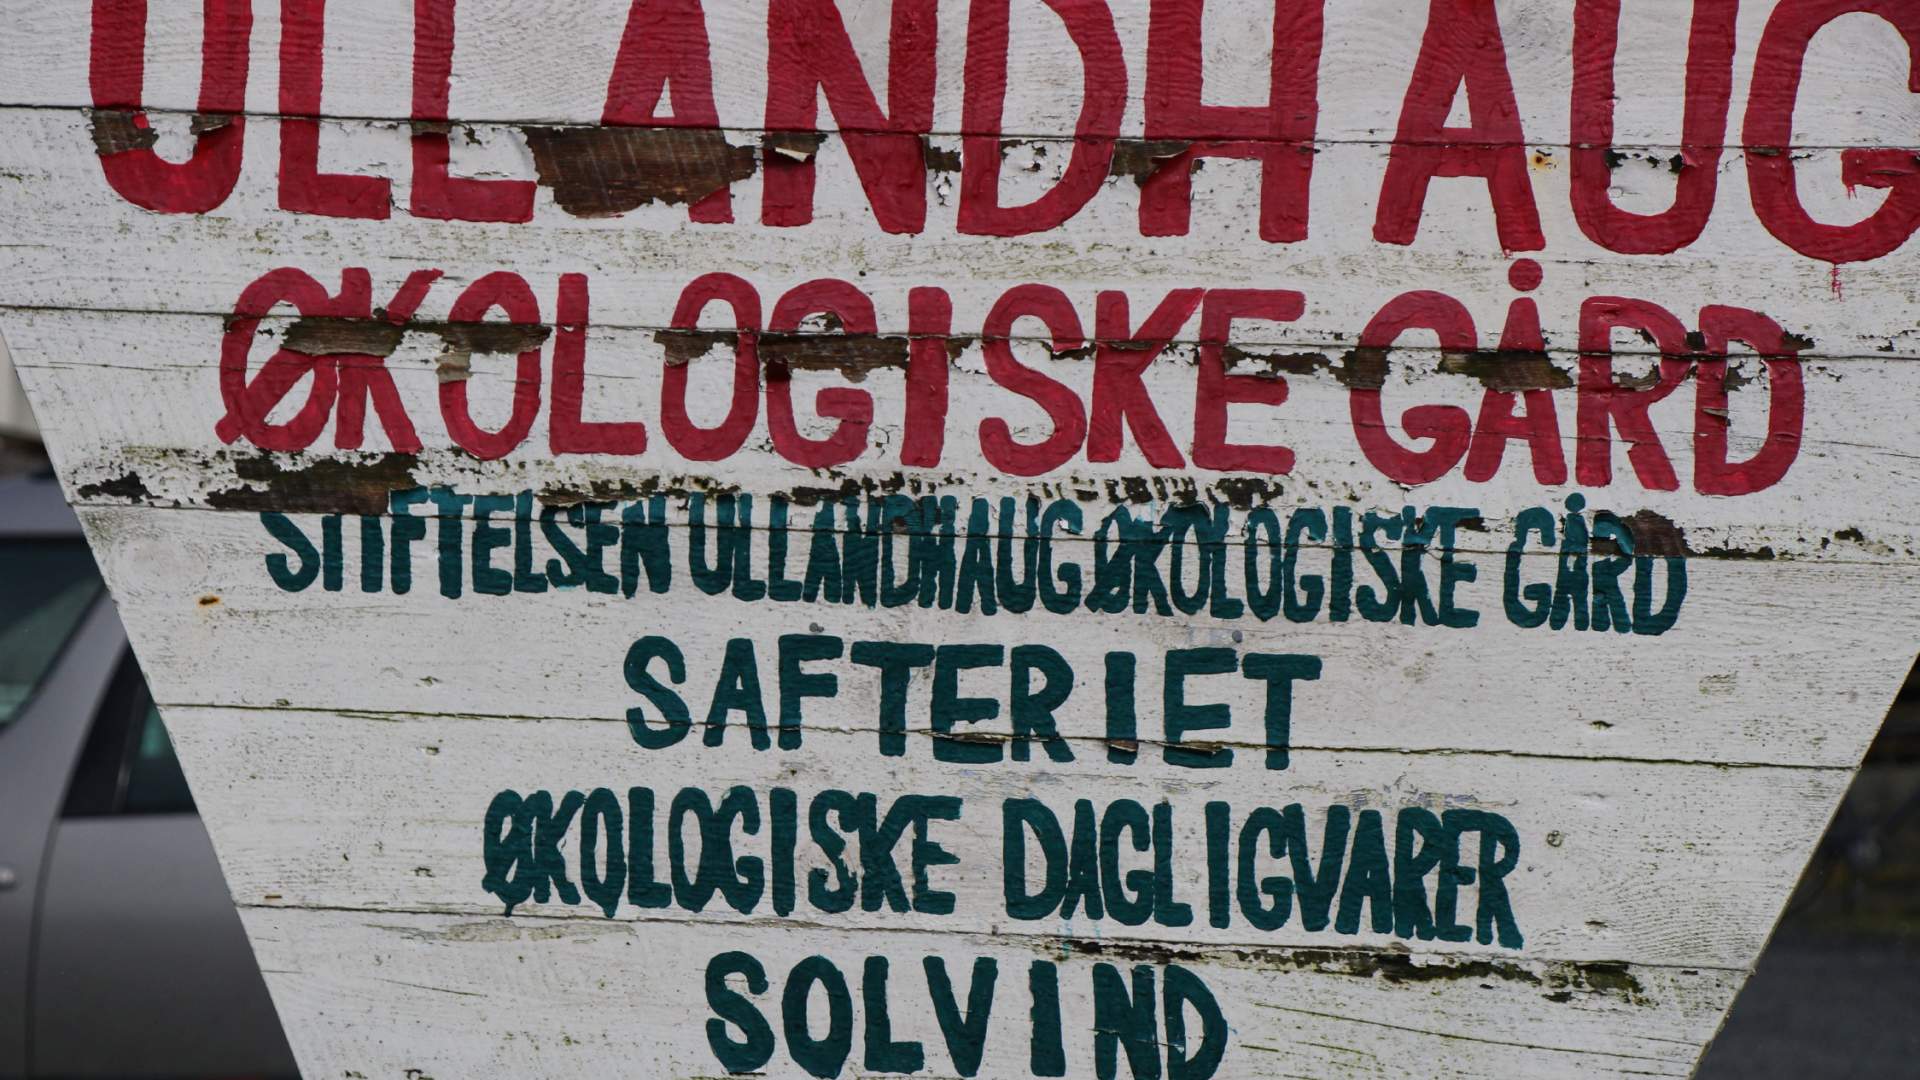 ULLANDHAUG
ØKOLOGISKE GÅRD
STIFTELSEN ULLANDHAUG ØKOLOGISKE GÅRD
SAFTERIET
ØKOLOGISKE DAGLIGVARER
SOLVIND